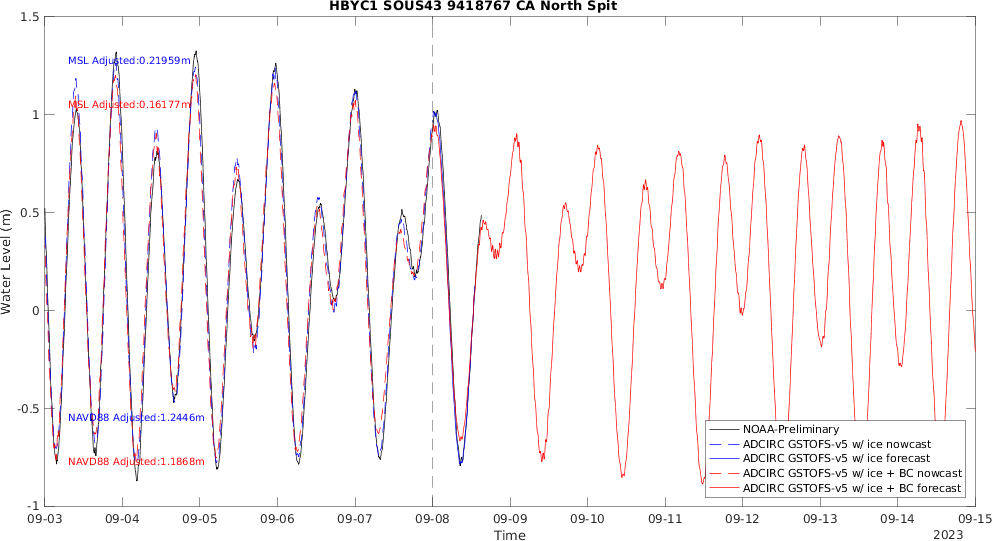 HBYC1 SOUS43 9418767 CA North Spit
1.5
1
0.5
0
-0.5
-1
Water Level (m)
MSL Adjusted:0.21959m
MSL Adjusted:0.16177m
NAVD88 Adjusted:1.2446m
NAVD88 Adjusted:1.1868m
NOAA-Preliminary
ADCIRC GSTOFS-v5 w/ ice nowcast
ADCIRC GSTOFS-v5 w/ ice forecast
ADCIRC GSTOFS-v5 w/ ice + BC nowcast
ADCIRC GSTOFS-v5 w/ ice + BC forecast
09-03 09-04 09-05 09-06 09-07 09-08 09-09 09-10 09-11 09-12 09-13 09-14 09-15
Time
2023